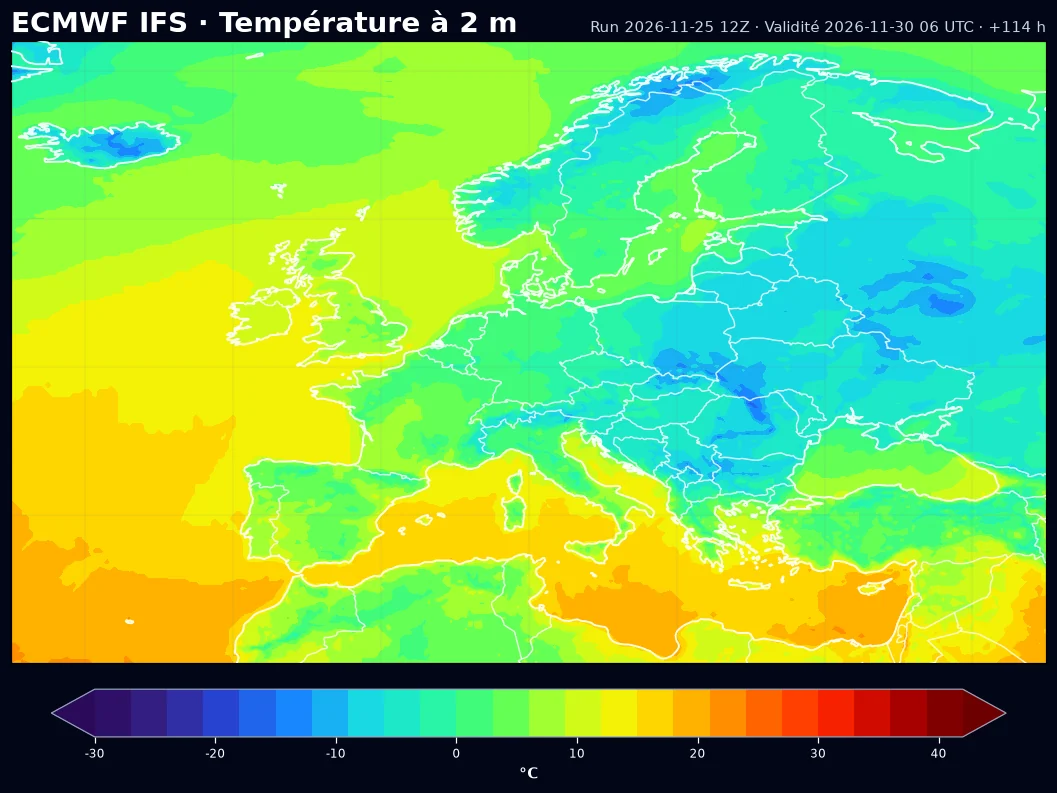 ECMWF IFS · Température à 2 m
Run 2026-11-25 12Z · Validité 2026-11-30 06 UTC · +114 h
-30 -20 -10 0 10 20 30 40
°C